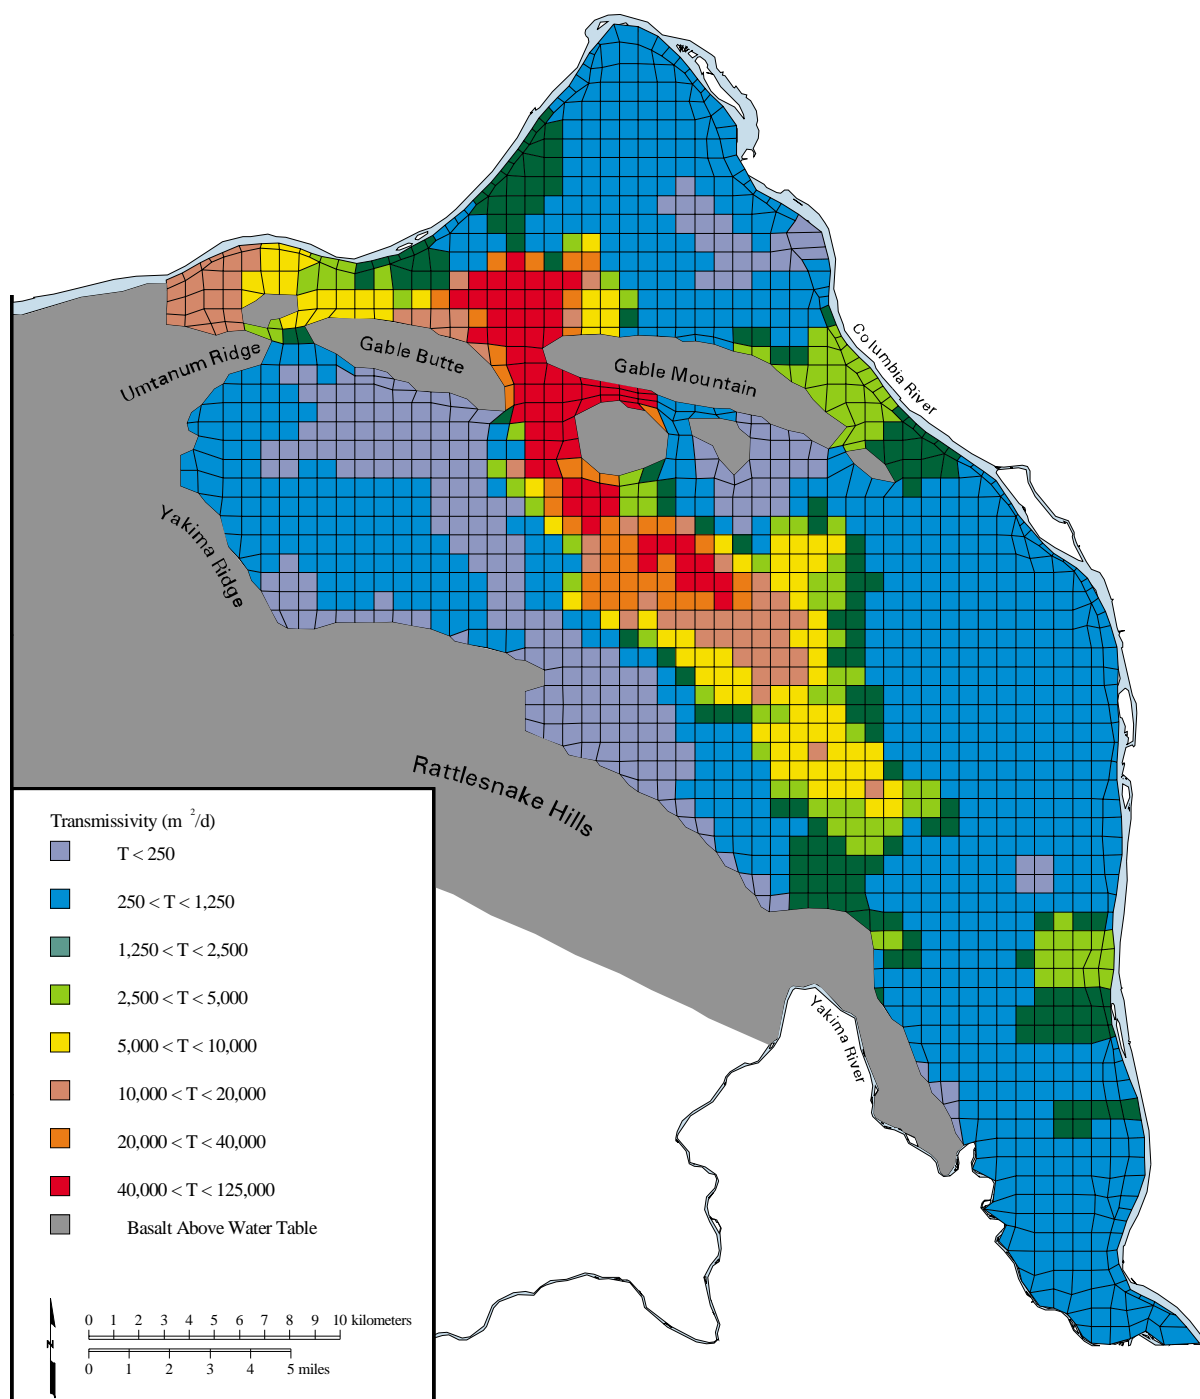 Columbia River
Umtanum Ridge
Gable Butte
Gable Mountain
Yakima Ridge
Rattlesnake Hills
Yakima River
Transmissivity (m 2/d)
T < 250
250 < T < 1,250
1,250 < T < 2,500
2,500 < T < 5,000
5,000 < T < 10,000
10,000 < T < 20,000
20,000 < T < 40,000
40,000 < T < 125,000
Basalt Above Water Table
N
0 1 2 3 4 5 6 7 8 9 10 kilometers
0 1 2 3 4 5 miles